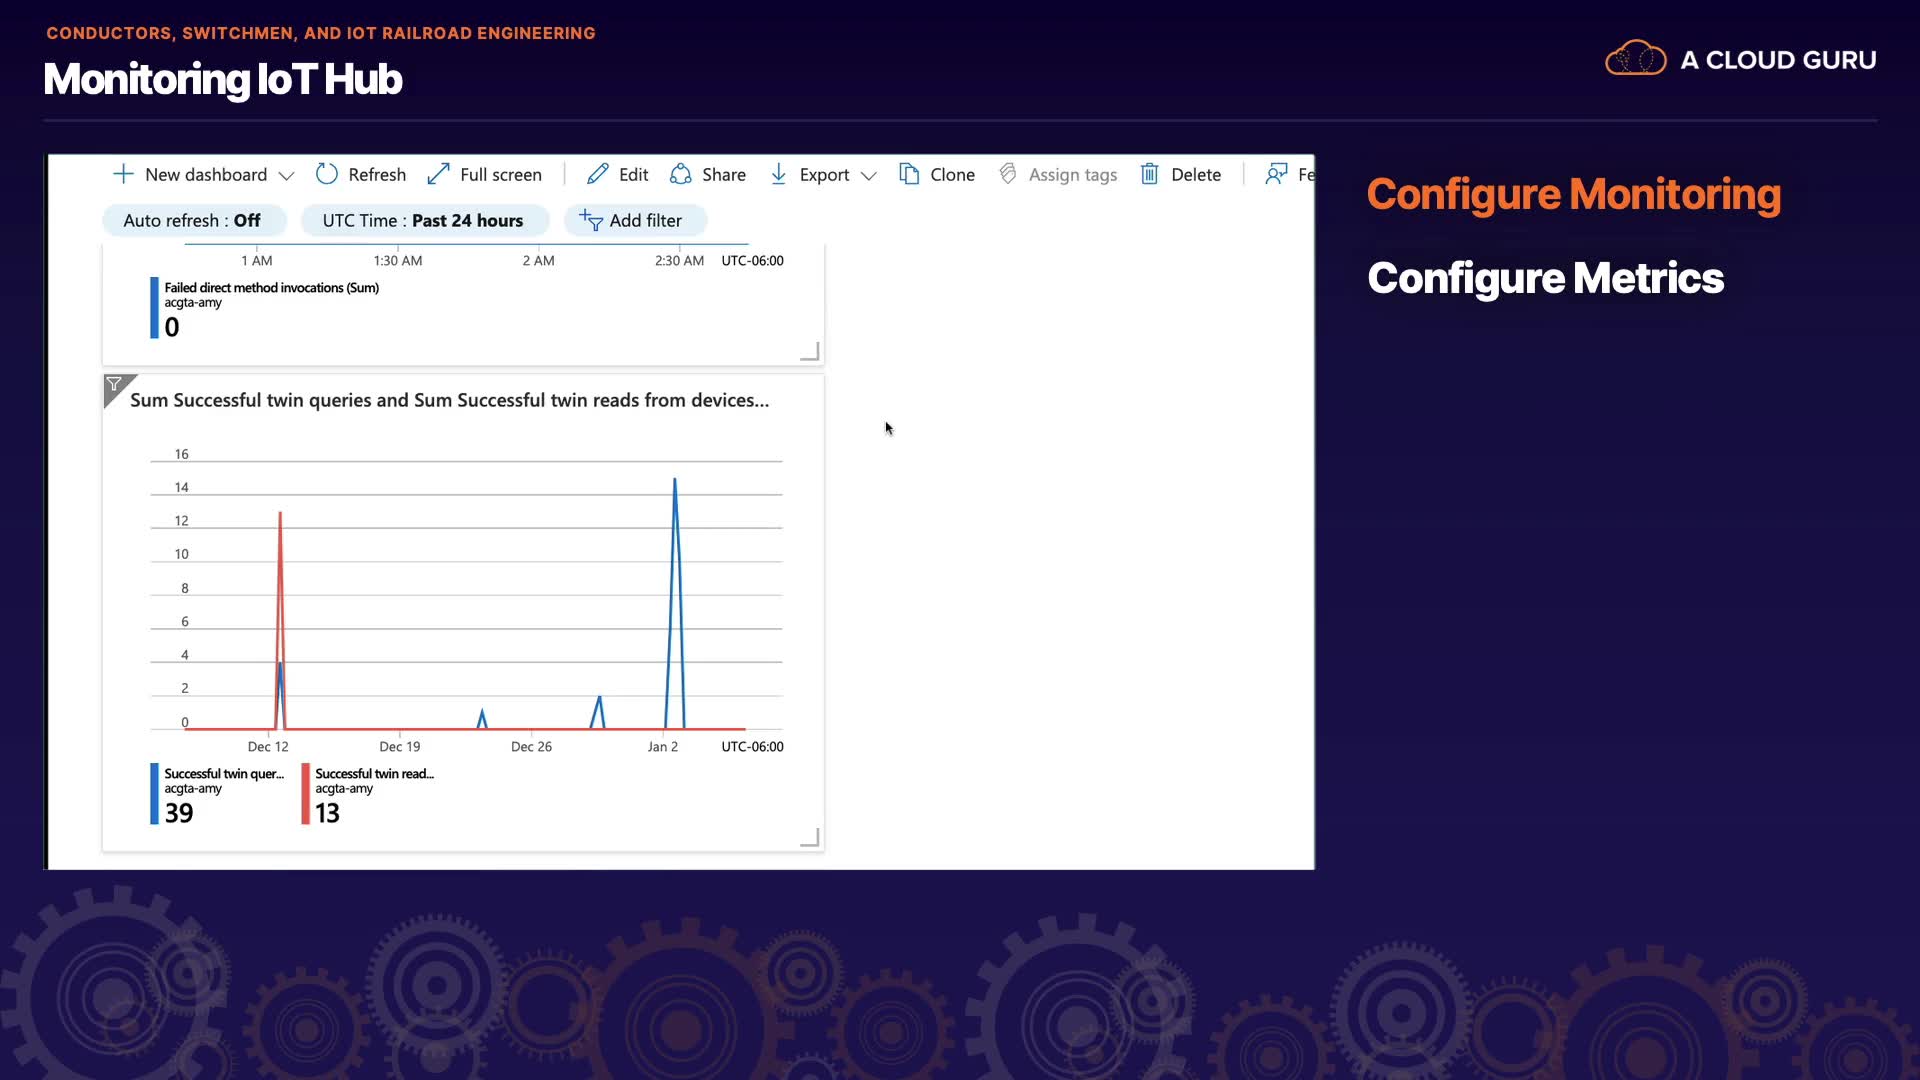 CONDUCTORS, SWITCHMEN, AND IOT RAILROAD ENGINEERING
Monitoring IoT Hub
A CLOUD GURU
New dashboard
Refresh
Full screen
Edit
Share
Export
Clone
Assign tags
Delete
Fe
Auto refresh : Off
UTC Time : Past 24 hours
Add filter
1 AM
1:30 AM
2 AM
2:30 AM
UTC-06:00
Failed direct method invocations (Sum)
acgta-amy
0
Sum Successful twin queries and Sum Successful twin reads from devices...
16
14
12
10
8
6
4
2
0
Dec 12
Dec 19
Dec 26
Jan 2
UTC-06:00
Successful twin quer...
acgta-amy
39
Successful twin read...
acgta-amy
13
Configure Monitoring
Configure Metrics